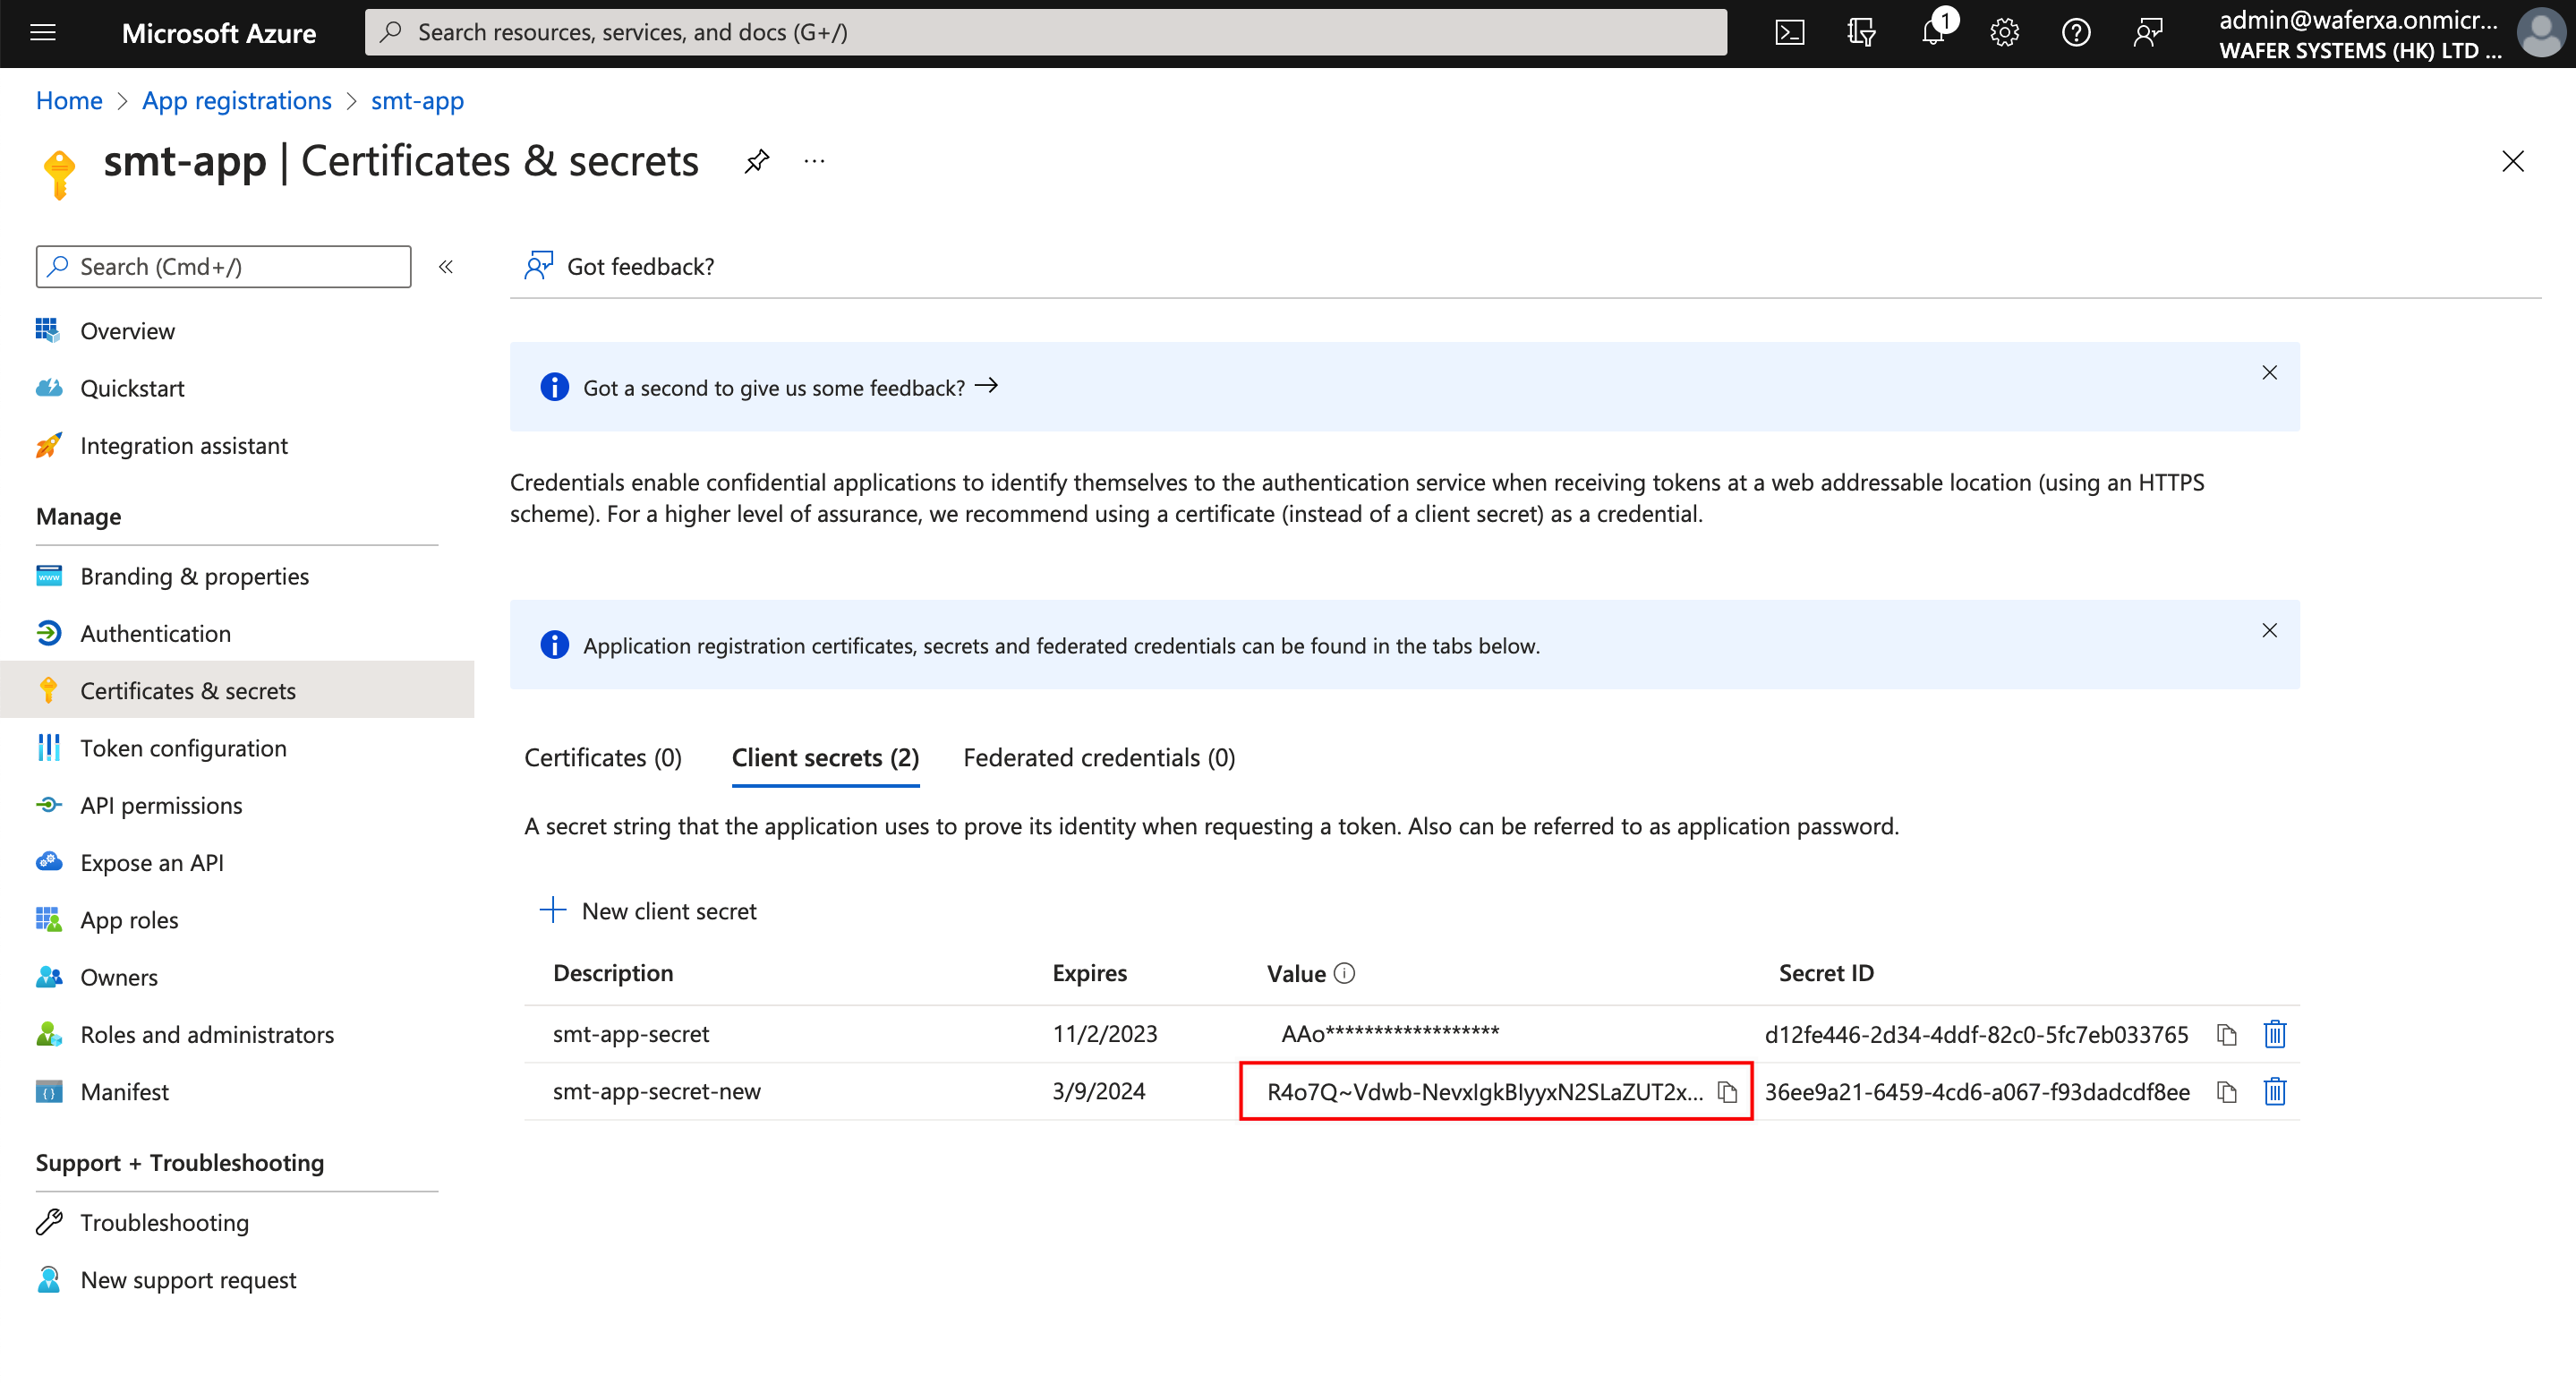 Microsoft Azure
Search resources, services, and docs (G+/)
1
admin@waferxa.onmicr...
WAFER SYSTEMS (HK) LTD ...
Home > App registrations > smt-app
smt-app | Certificates & secrets
...
Search (Cmd+/)
«
Got feedback?
Overview
Quickstart
Integration assistant
Manage
Branding & properties
Authentication
Certificates & secrets
Token configuration
API permissions
Expose an API
App roles
Owners
Roles and administrators
Manifest
Support + Troubleshooting
Troubleshooting
New support request
Got a second to give us some feedback? →
Credentials enable confidential applications to identify themselves to the authentication service when receiving tokens at a web addressable location (using an HTTPS
scheme). For a higher level of assurance, we recommend using a certificate (instead of a client secret) as a credential.
Application registration certificates, secrets and federated credentials can be found in the tabs below.
Certificates (0) Client secrets (2) Federated credentials (0)
A secret string that the application uses to prove its identity when requesting a token. Also can be referred to as application password.
New client secret
Description Expires Value Secret ID
smt-app-secret 11/2/2023 AAo****************** d12fe446-2d34-4ddf-82c0-5fc7eb033765
smt-app-secret-new 3/9/2024 R4o7Q~Vdwb-NevxIgkBIyyxN2SLaZUT2x... 36ee9a21-6459-4cd6-a067-f93dadcdf8ee